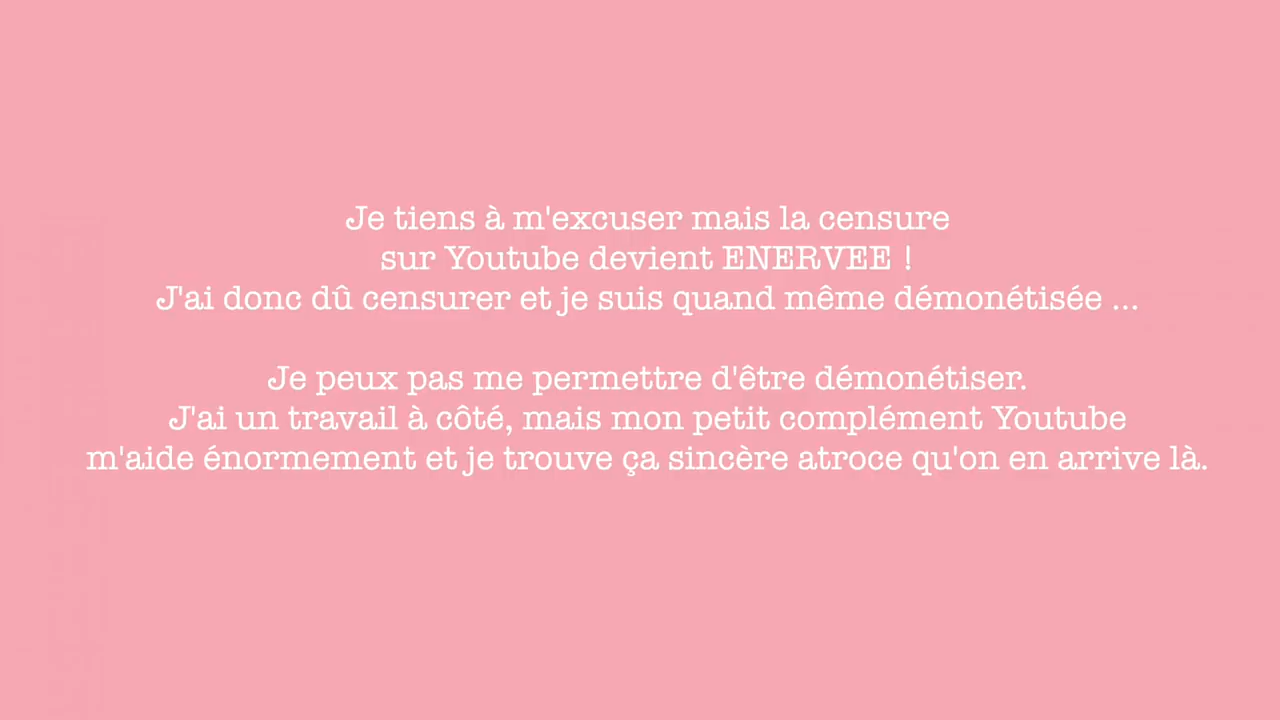 Je tiens à m'excuser mais la censure
sur Youtube devient ENERVEE !
J'ai donc dû censurer et je suis quand même démonétisée ...
Je peux pas me permettre d'être démonétiser.
J'ai un travail à côté, mais mon petit complément Youtube
m'aide énormement et je trouve ça sincère atroce qu'on en arrive là.